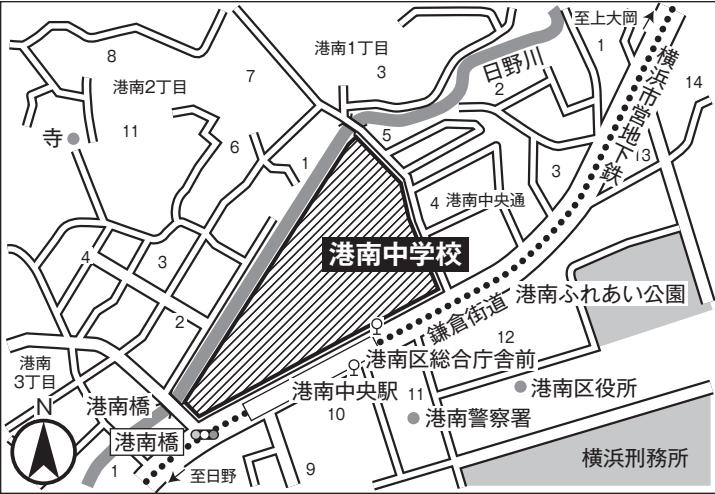 至上大岡
8
港南1丁目
1
7
3
港南2丁目
日野川
横浜市営地下鉄
2
14
寺
11
5
6
13
1
3
4
港南中央通
港南中学校
4
3
港南ふれあい公園
鎌倉街道
2
12
港南区総合庁舎前
港南
3丁目
港南中央駅
11
港南区役所
N
港南橋
10
港南警察署
港南橋
横浜刑務所
1
至日野
9